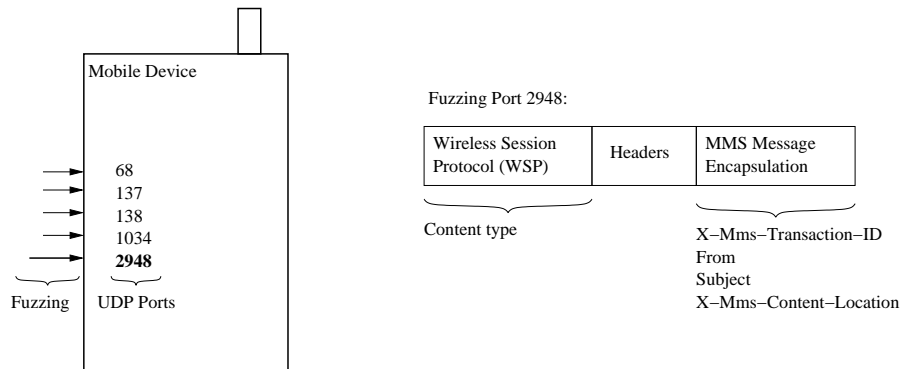 Mobile Device
68
137
138
1034
2948
Fuzzing
UDP Ports
Fuzzing Port 2948:
Wireless Session
Protocol (WSP)
Headers
MMS Message
Encapsulation
Content type
X−Mms−Transaction−ID
From
Subject
X−Mms−Content−Location